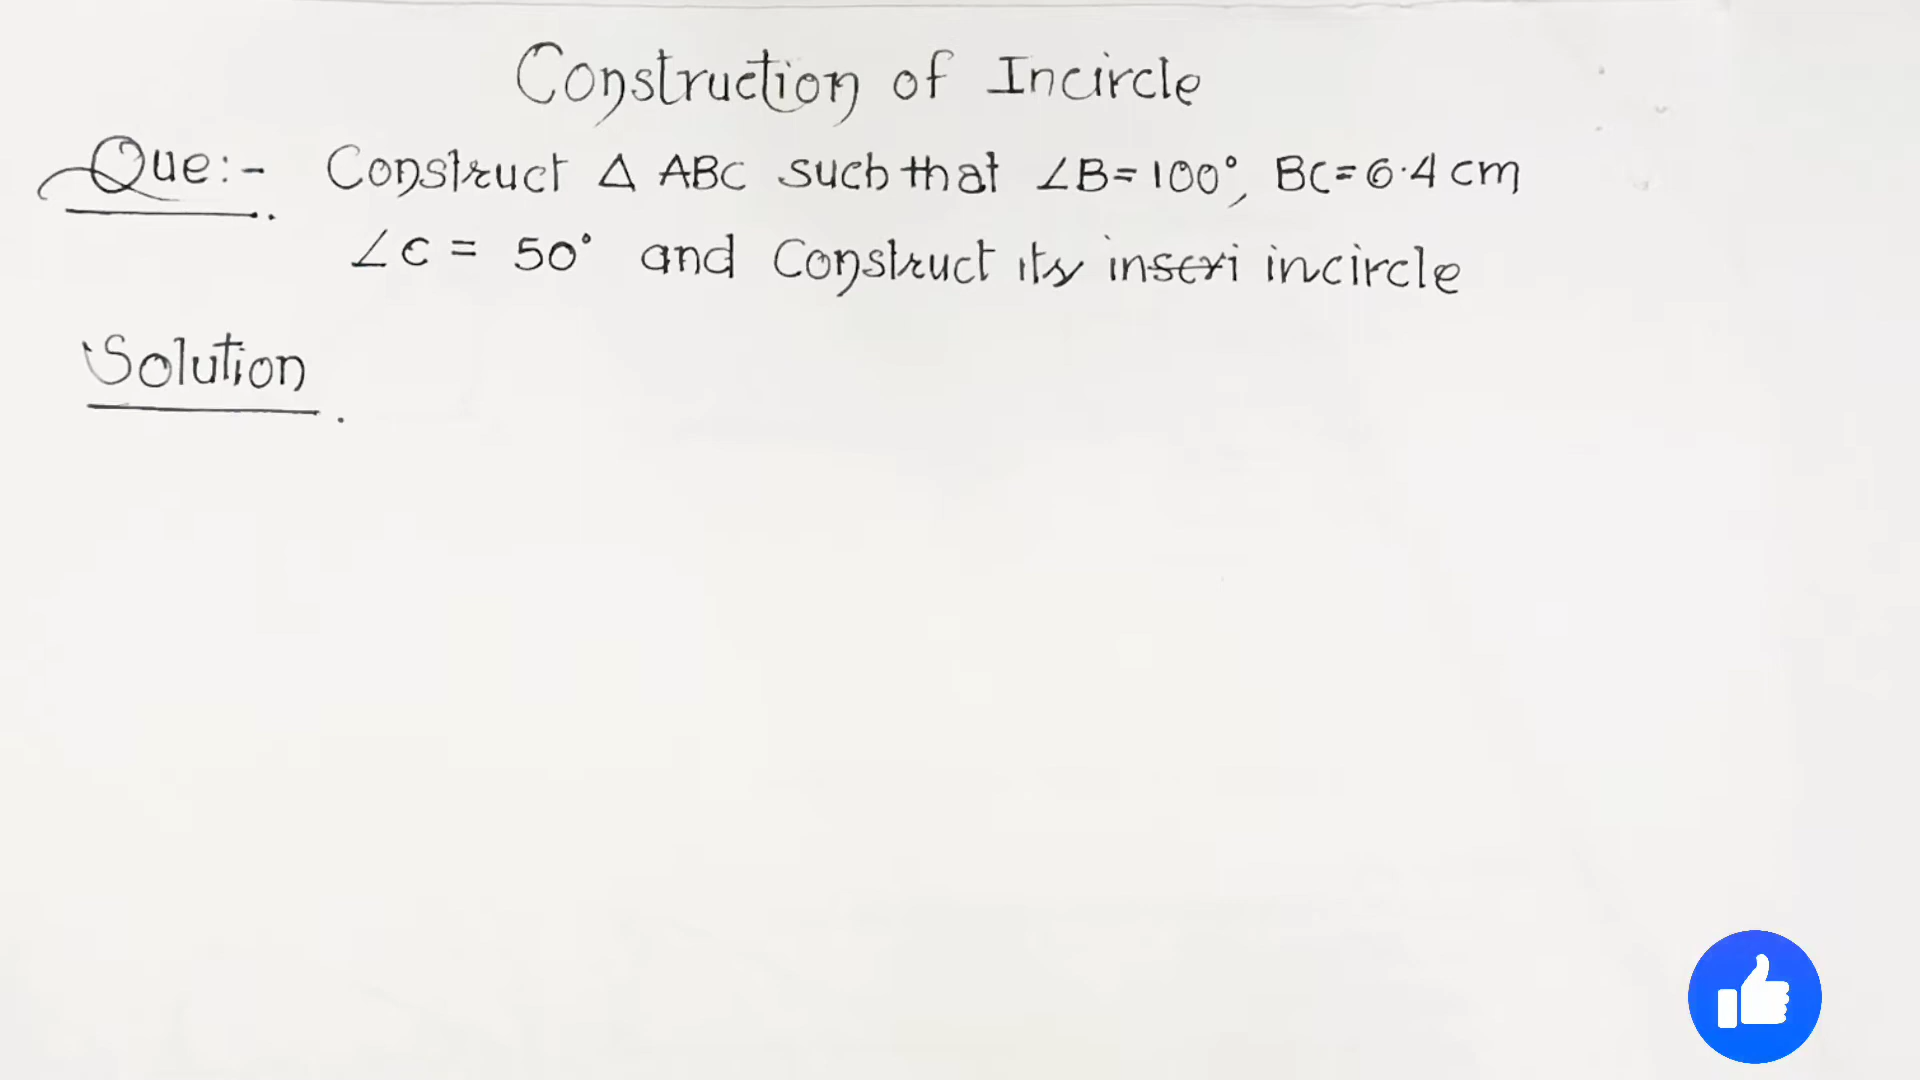 Construction of Incircle
Que:- Construct △ ABC such that ∠B=100°, BC=6.4 cm
∠C = 50° and Construct its inscri incircle
Solution.